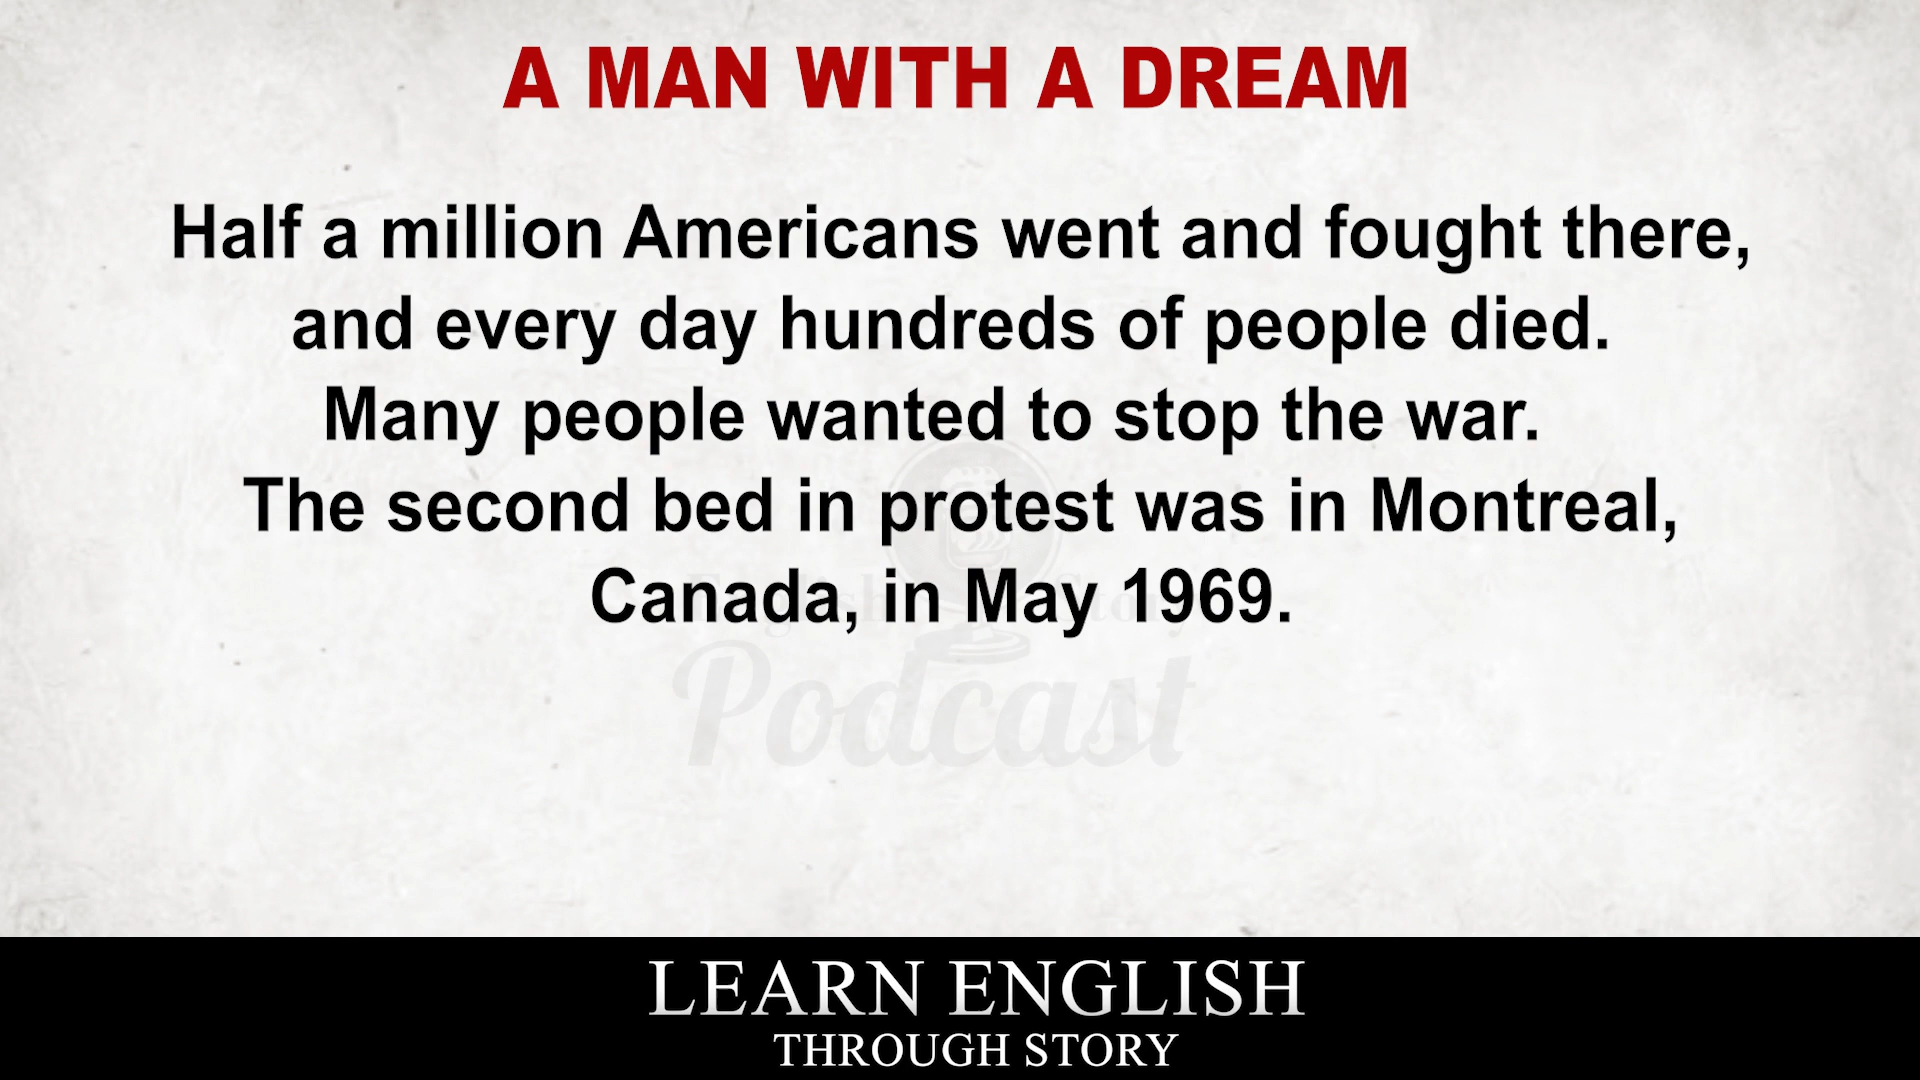 A MAN WITH A DREAM
Half a million Americans went and fought there,
and every day hundreds of people died.
Many people wanted to stop the war.
The second bed in protest was in Montreal,
Canada, in May 1969.
Podcast
LEARN ENGLISH
THROUGH STORY